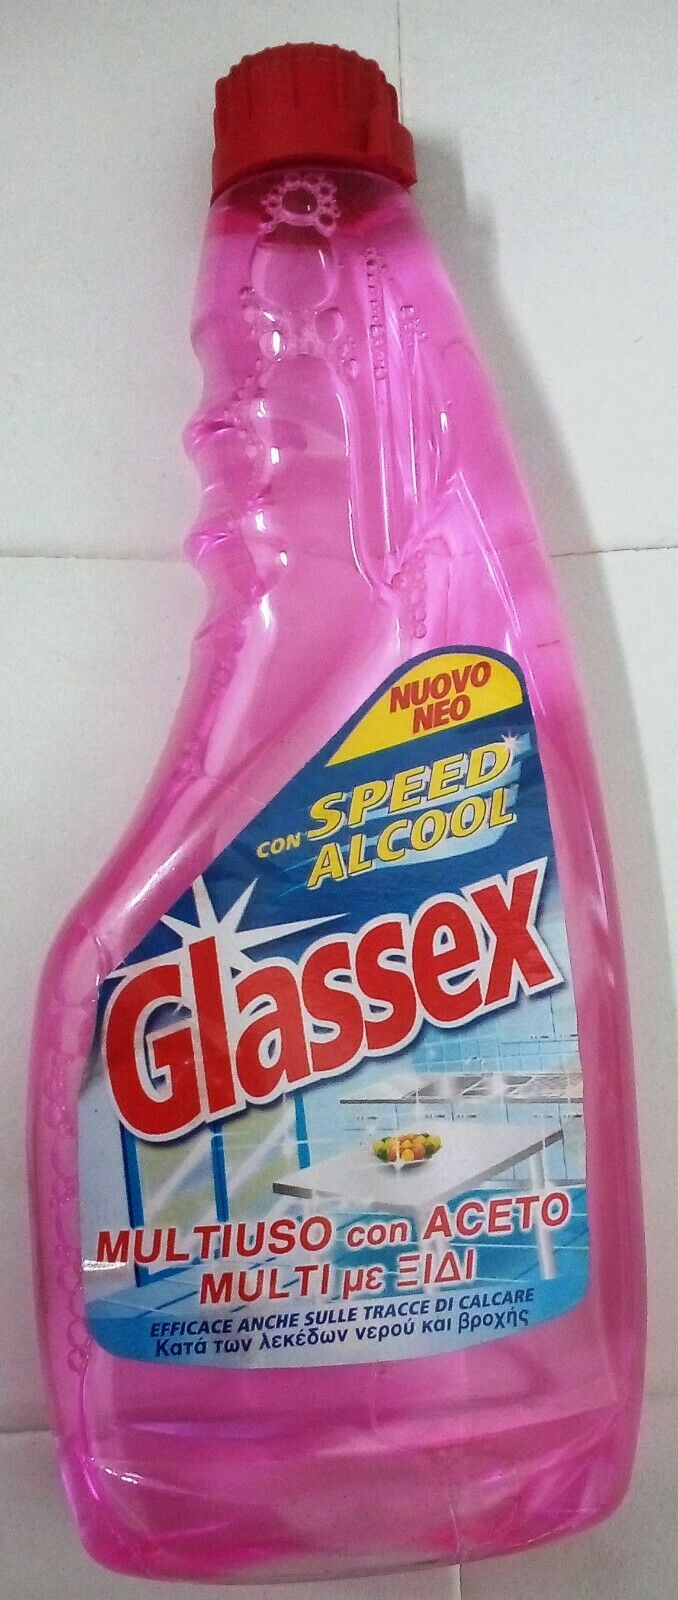 NUOVO
NEO
CON SPEED
ALCOOL
Glassex
MULTIUSO con ACETO
MULTI με ΞΙΔΙ
EFFICACE ANCHE SULLE TRACCE DI CALCARE
Κατά των λεκέδων νερού και βροχής